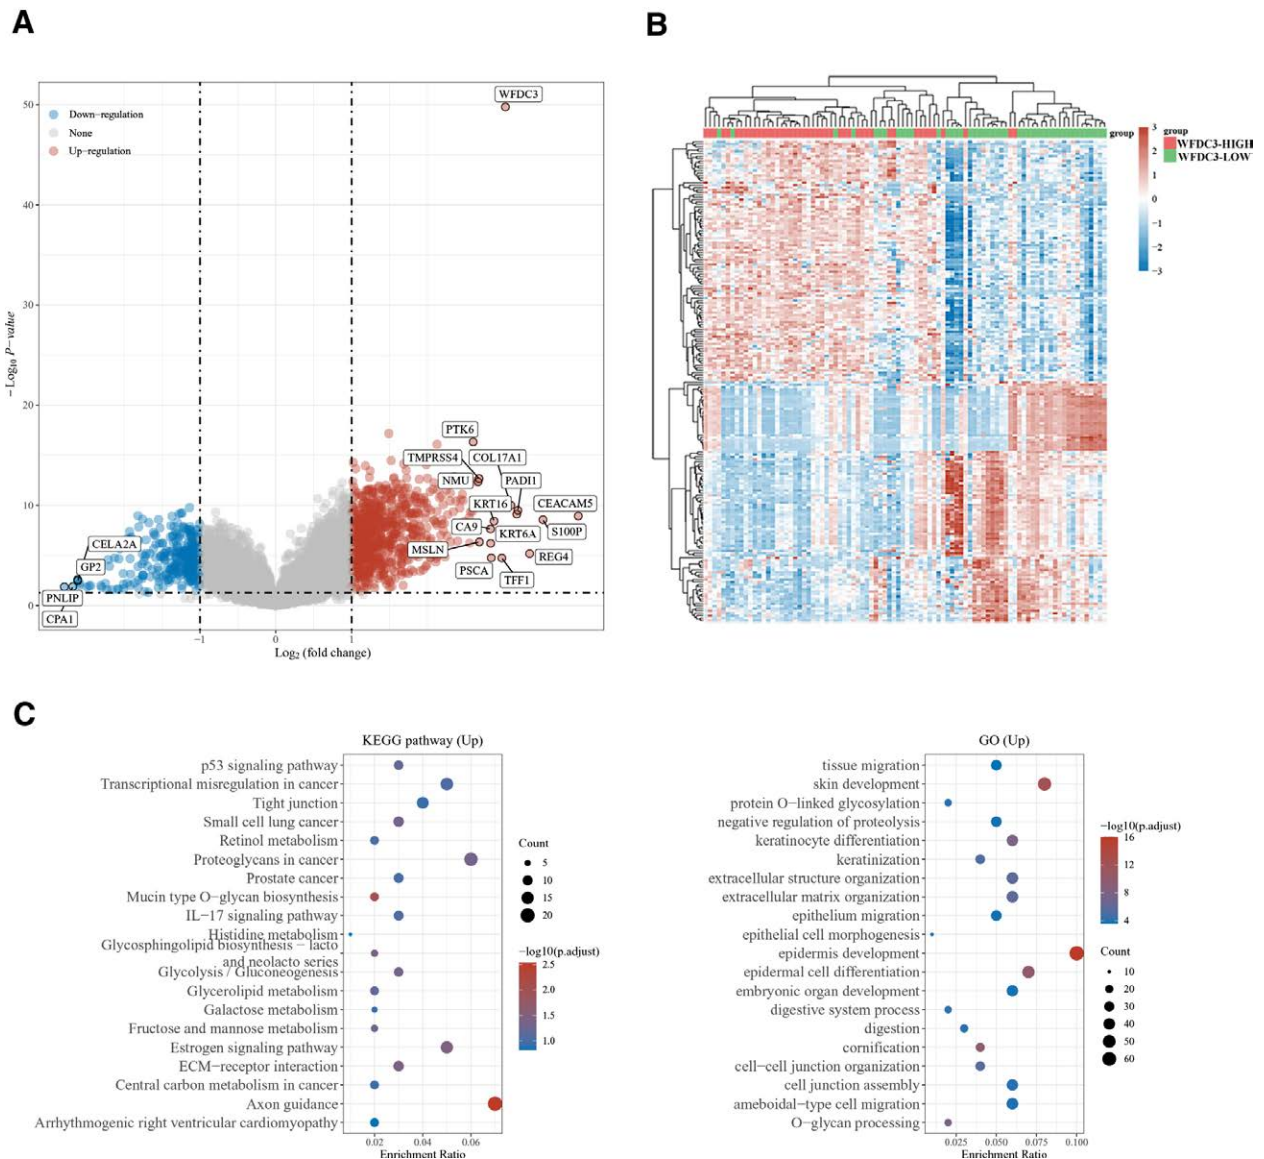 A
B
50
40
30
20
10
0
−Log10 P−value
Down−regulation
None
Up−regulation
WFDC3
PTK6
TMPRSS4
COL17A1
NMU
PADI1
KRT16
CEACAM5
CA9
KRT6A
S100P
MSLN
REG4
PSCA
TFF1
CELA2A
GP2
PNLIP
CPA1
−1
0
1
Log2 (fold change)
group
3
2
1
0
−1
−2
−3
group
WFDC3-HIGH
WFDC3-LOW
C
KEGG pathway (Up)
p53 signaling pathway
Transcriptional misregulation in cancer
Tight junction
Small cell lung cancer
Retinol metabolism
Proteoglycans in cancer
Prostate cancer
Mucin type O−glycan biosynthesis
IL−17 signaling pathway
Histidine metabolism
Glycosphingolipid biosynthesis − lacto
and neolacto series
Glycolysis / Gluconeogenesis
Glycerolipid metabolism
Galactose metabolism
Fructose and mannose metabolism
Estrogen signaling pathway
ECM−receptor interaction
Central carbon metabolism in cancer
Axon guidance
Arrhythmogenic right ventricular cardiomyopathy
0.02
0.04
0.06
Enrichment Ratio
Count
5
10
15
20
−log10(p.adjust)
2.5
2.0
1.5
1.0
GO (Up)
tissue migration
skin development
protein O−linked glycosylation
negative regulation of proteolysis
keratinocyte differentiation
keratinization
extracellular structure organization
extracellular matrix organization
epithelium migration
epithelial cell morphogenesis
epidermis development
epidermal cell differentiation
embryonic organ development
digestive system process
digestion
cornification
cell−cell junction organization
cell junction assembly
ameboidal−type cell migration
O−glycan processing
0.025
0.050
0.075
0.100
Enrichment Ratio
−log10(p.adjust)
16
12
8
4
Count
10
20
30
40
50
60